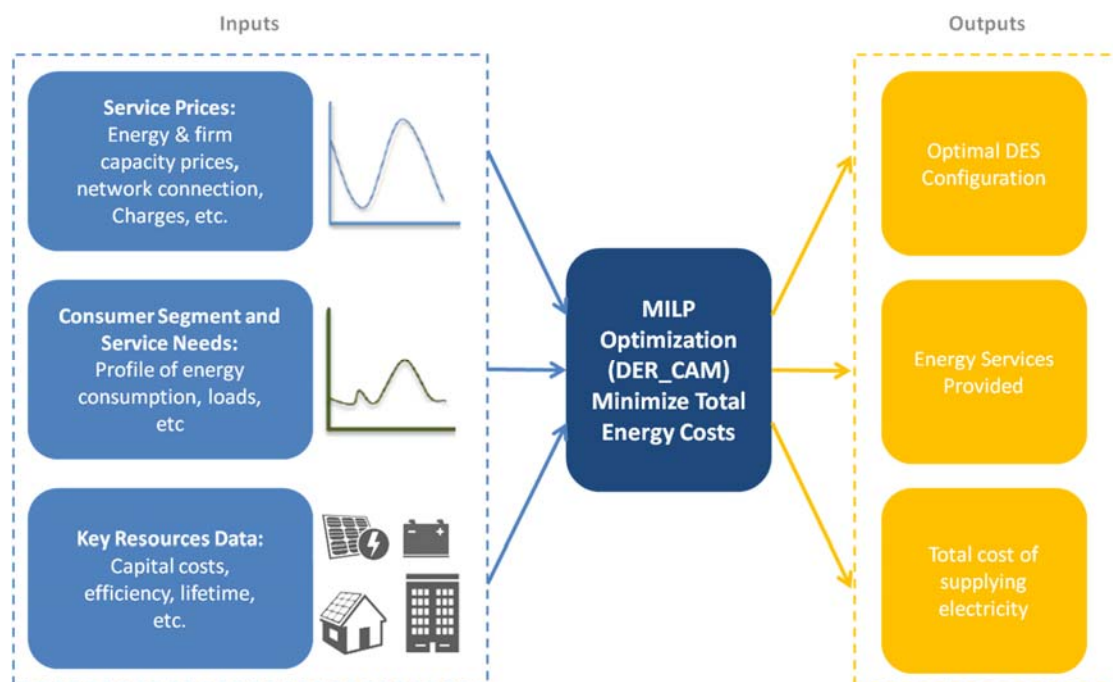 Inputs
Outputs
Service Prices:
Energy & firm
capacity prices,
network connection,
Charges, etc.
Consumer Segment and
Service Needs:
Profile of energy
consumption, loads,
etc
Key Resources Data:
Capital costs,
efficiency, lifetime,
etc.
MILP
Optimization
(DER_CAM)
Minimize Total
Energy Costs
Optimal DES
Configuration
Energy Services
Provided
Total cost of
supplying
electricity